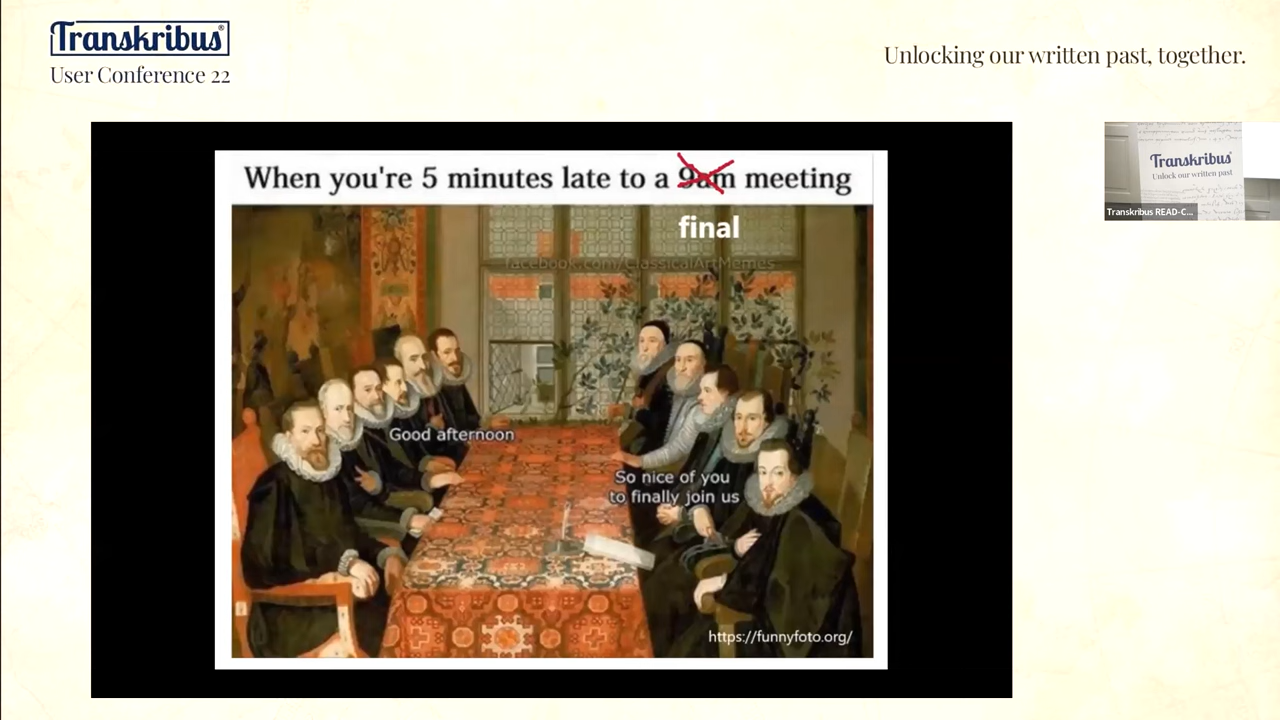 Transkribus®
User Conference 22
Unlocking our written past, together.
When you're 5 minutes late to a 9am meeting
final
facebook.com/ClassicalArtMemes
Good afternoon
So nice of you
to finally join us
https://funnyfoto.org/
Transkribus®
Unlock our written past
Transkribus READ-C...